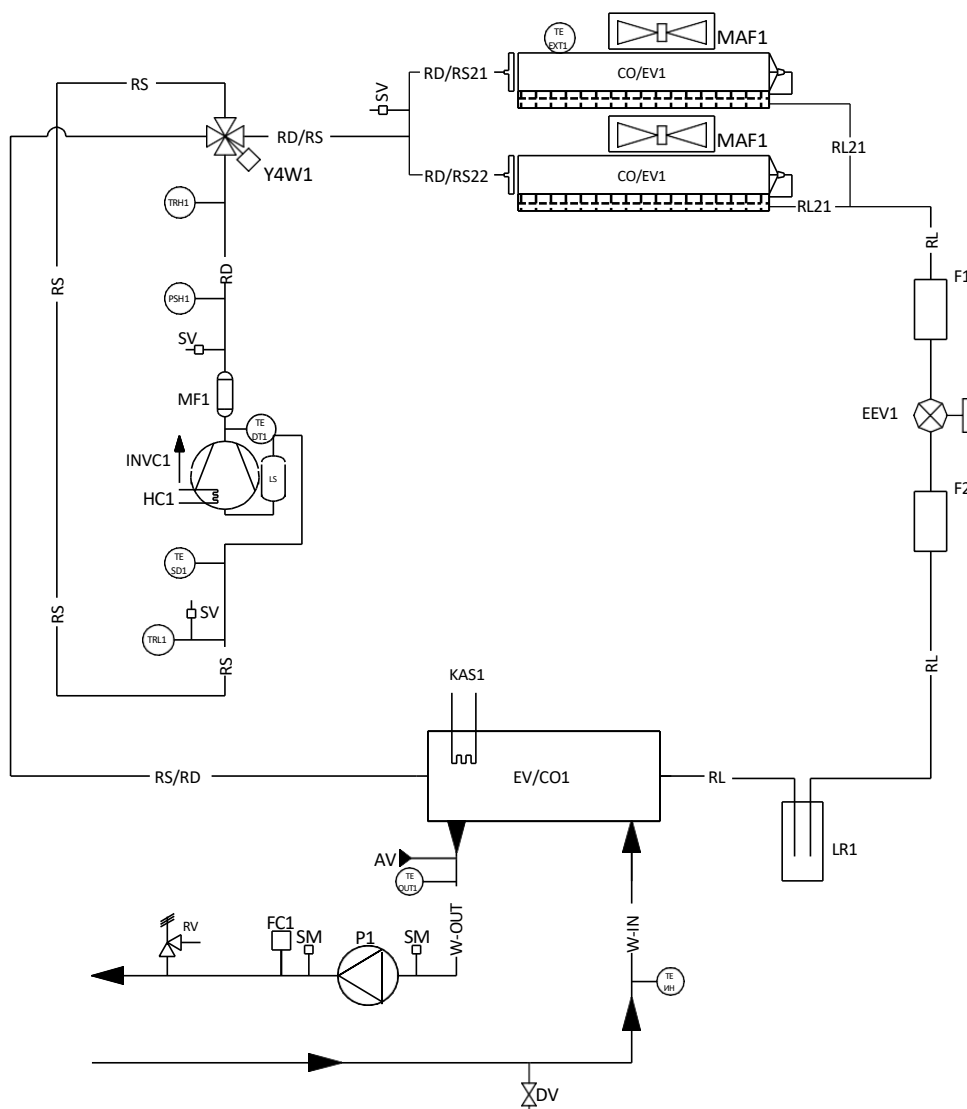 TE
EXT1
MAF1
RS
SV
RD/RS21
CO/EV1
RD/RS
MAF1
RL21
Y4W1
RD/RS22
CO/EV1
TRH1
RL21
RL
RD
F1
RS
PSH1
SV
MF1
EEV1
TE
DT1
INVC1
LS
HC1
F2
TE
SD1
RS
SV
TRL1
RS
RL
KAS1
RS/RD
EV/CO1
RL
LR1
AV
TE
OUT1
RV
FC1
SM
P1
SM
W-OUT
W-IN
TE
ИН
DV